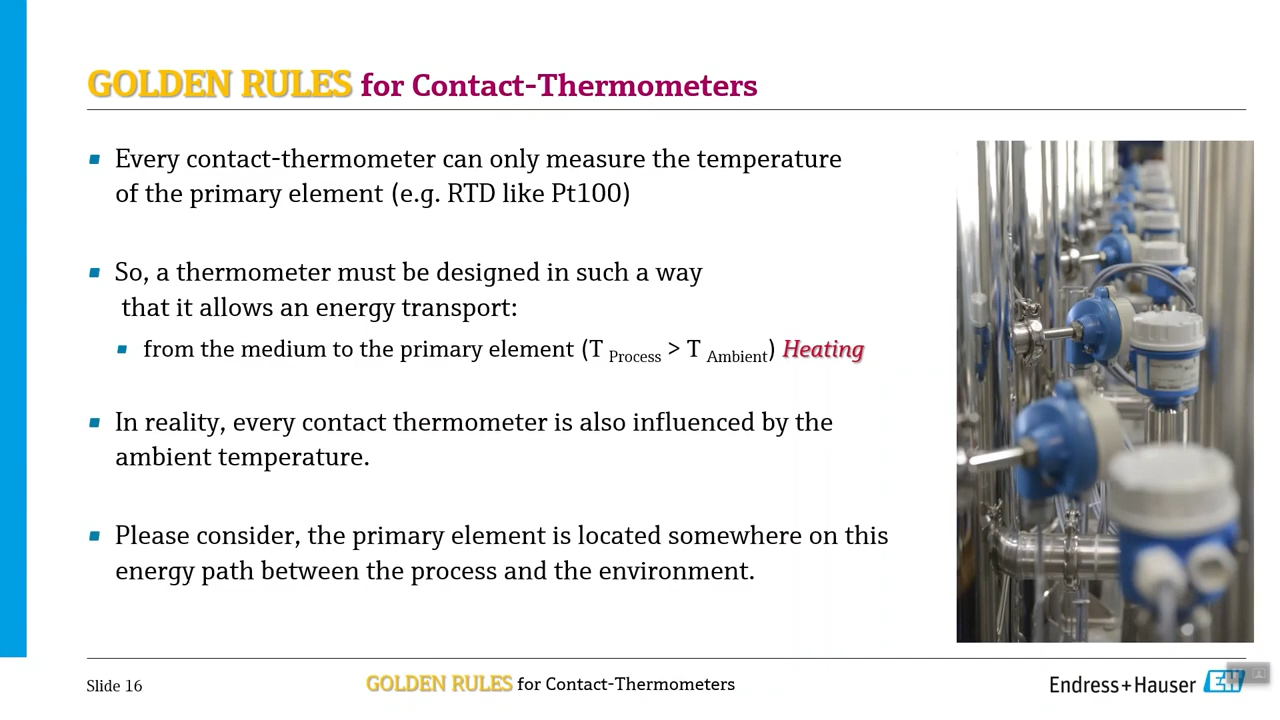 GOLDEN RULES for Contact-Thermometers
Every contact-thermometer can only measure the temperature
of the primary element (e.g. RTD like Pt100)
So, a thermometer must be designed in such a way
that it allows an energy transport:
from the medium to the primary element (T Process > T Ambient) Heating
In reality, every contact thermometer is also influenced by the
ambient temperature.
Please consider, the primary element is located somewhere on this
energy path between the process and the environment.
Slide 16
GOLDEN RULES for Contact-Thermometers
Endress+Hauser